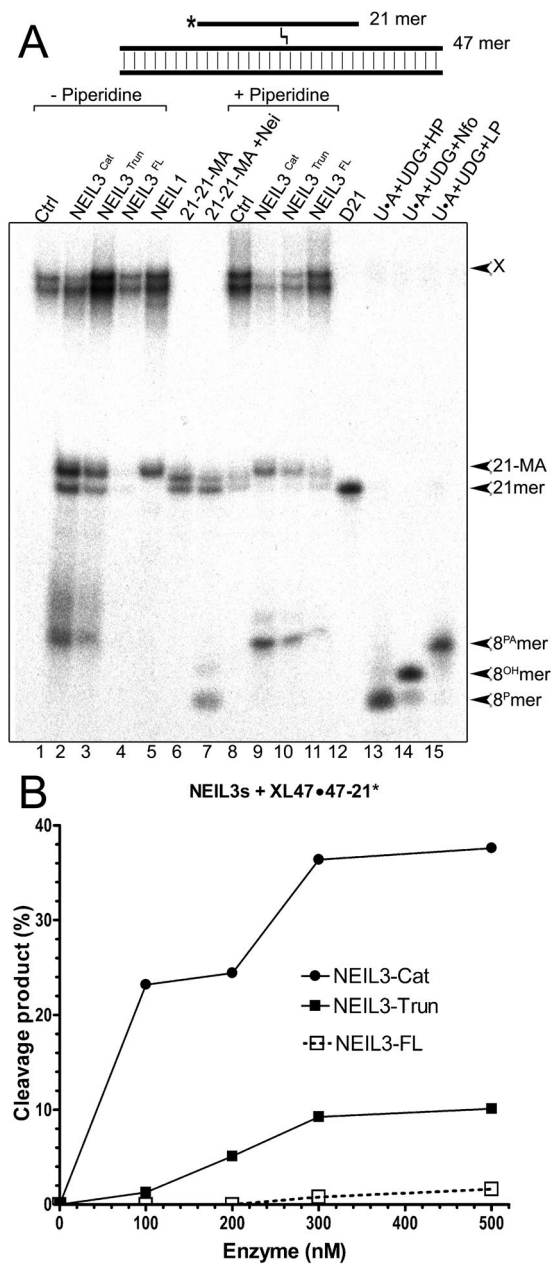 A
* 21 mer
47 mer
- Piperidine + Piperidine
Ctrl NEIL3 Cat NEIL3 Trun NEIL3 FL NEIL1 21-21-MA 21-21-MA +Nei Ctrl NEIL3 Cat NEIL3 Trun NEIL3 FL D21 U•A+UDG+HP U•A+UDG+Nfo U•A+UDG+LP
X
21-MA
21mer
8PAmer
8OHmer
8Pmer
1 2 3 4 5 6 7 8 9 10 11 12 13 14 15
B
NEIL3s + XL47•47-21*
40
30
20
10
0
Cleavage product (%)
NEIL3-Cat
NEIL3-Trun
NEIL3-FL
0 100 200 300 400 500
Enzyme (nM)